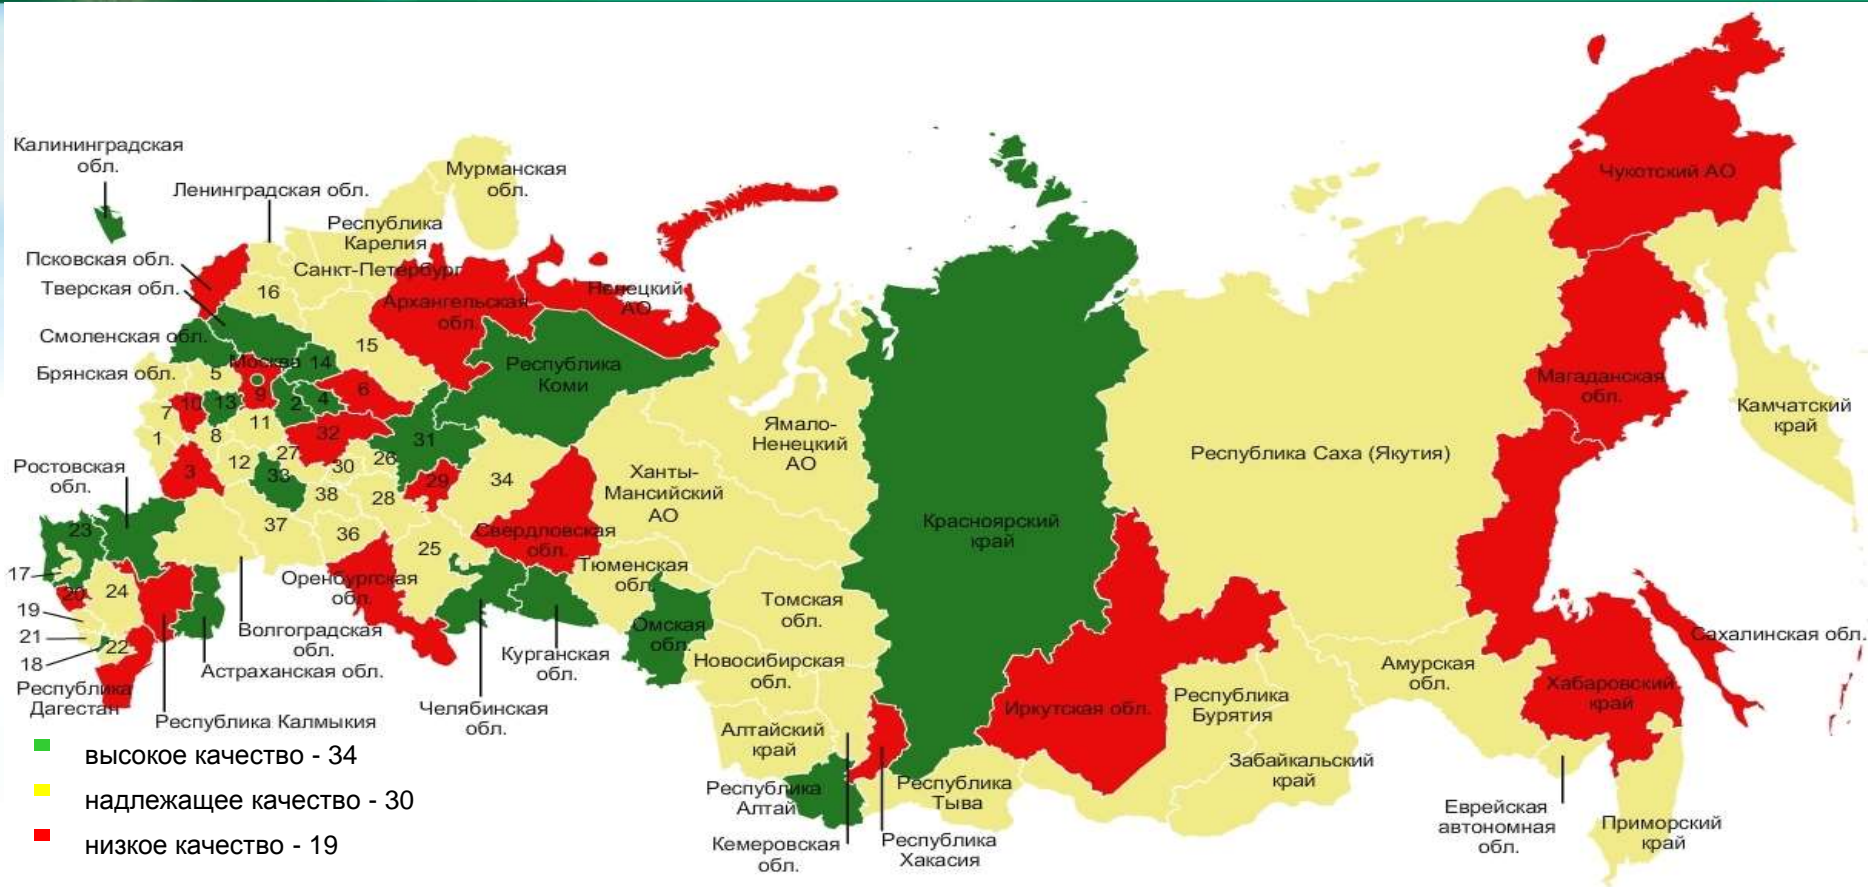 Калининградская
обл.
Ленинградская обл.
Мурманская
обл.
Республика
Карелия
Псковская обл.
Санкт-Петербург
Тверская обл.
16
Архангельская
обл.
Ненецкий
АО
Чукотский АО
Смоленская обл.
15
Москва
14
Брянская обл.
5
Республика
Коми
6
9
2
4
10
13
7
11
1
8
32
31
27
12
30
26
3
33
29
34
38
28
Ростовская
обл.
23
37
36
25
Ямало-
Ненецкий
АО
Ханты-
Мансийский
АО
Свердловская
обл.
Тюменская
обл.
Красноярский
край
Республика Саха (Якутия)
Магаданская
обл.
Камчатский
край
17
20
24
19
21
22
18
Оренбургская
обл.
Волгоградская
обл.
Астраханская обл.
Республика
Дагестан
Республика Калмыкия
Курганская
обл.
Челябинская
обл.
Омская
обл.
Томская
обл.
Новосибирская
обл.
Алтайский
край
Республика
Алтай
Кемеровская
обл.
Республика
Хакасия
Республика
Тыва
Иркутская обл.
Республика
Бурятия
Забайкальский
край
Амурская
обл.
Хабаровский
край
Сахалинская обл.
Еврейская
автономная
обл.
Приморский
край
высокое качество - 34
надлежащее качество - 30
низкое качество - 19